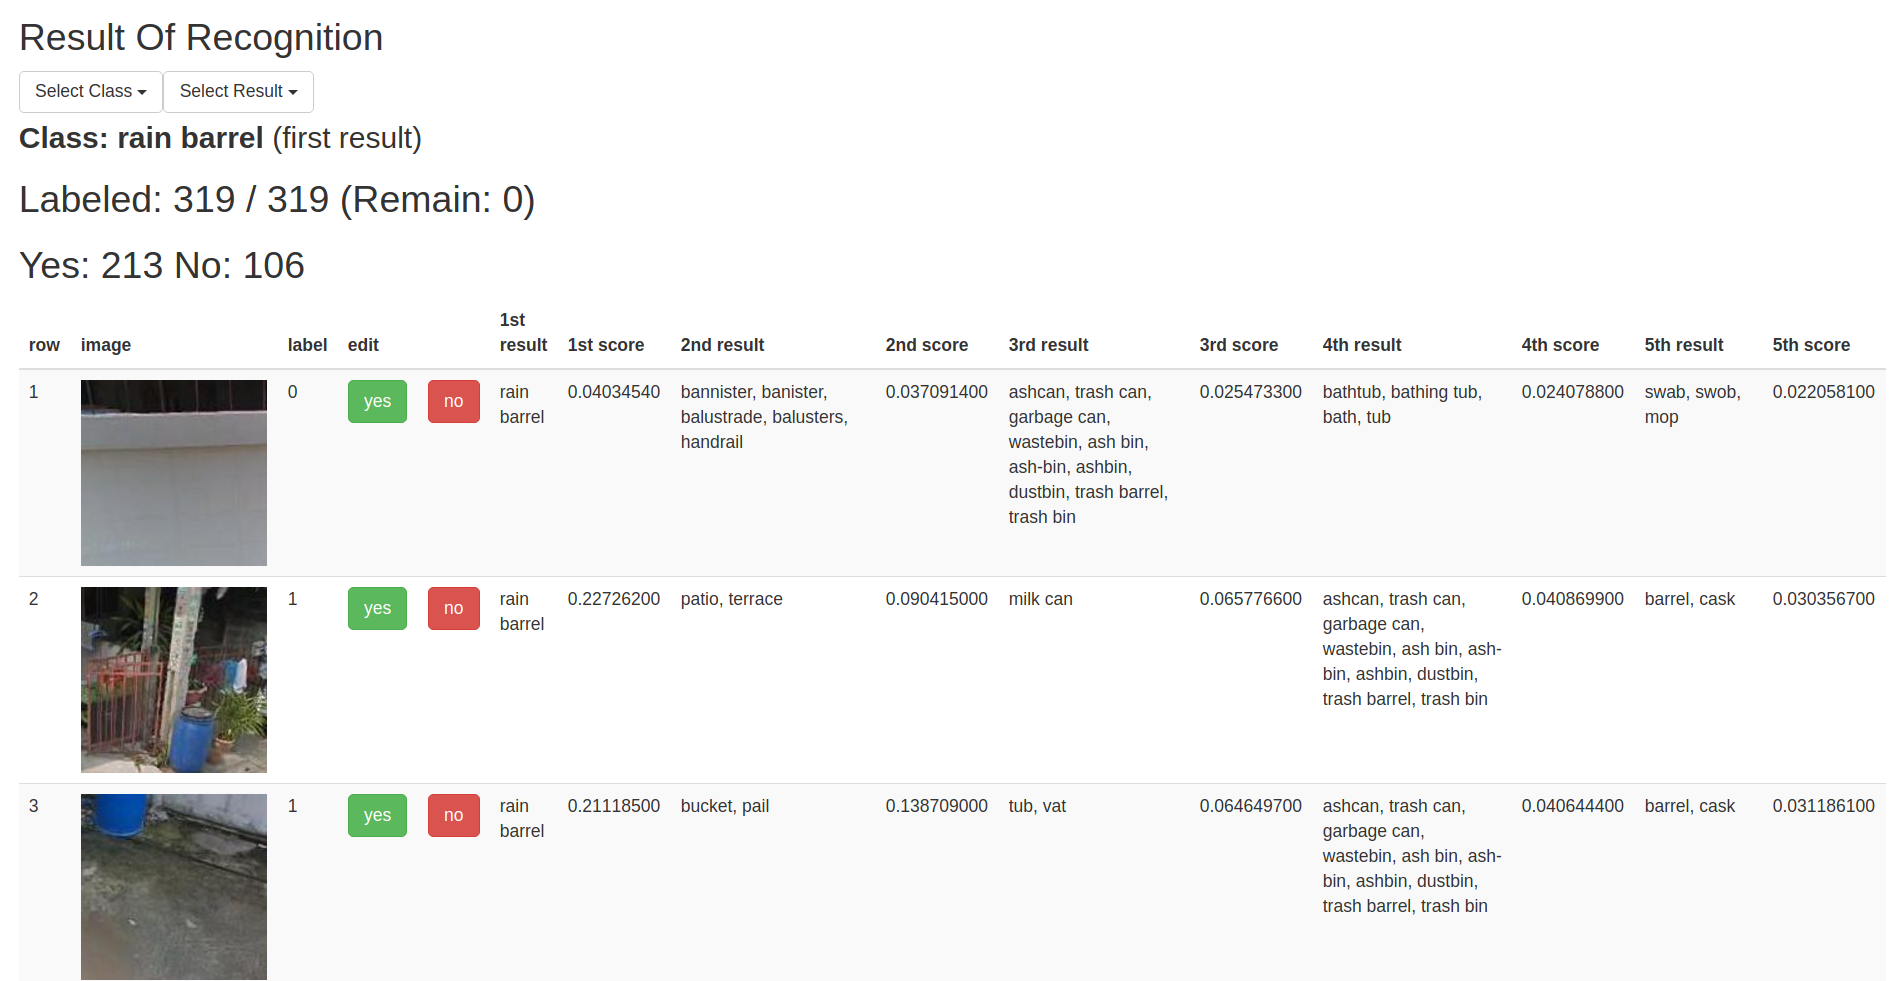 Result Of Recognition
Select Class Select Result
Class: rain barrel (first result)
Labeled: 319 / 319 (Remain: 0)
Yes: 213 No: 106
row image label edit 1st result 1st score 2nd result 2nd score 3rd result 3rd score 4th result 4th score 5th result 5th score
1 0 yes no rain barrel 0.04034540 bannister, banister, balustrade, balusters, handrail 0.037091400 ashcan, trash can, garbage can, wastebin, ash bin, ash-bin, ashbin, dustbin, trash barrel, trash bin 0.025473300 bathtub, bathing tub, bath, tub 0.024078800 swab, swob, mop 0.022058100
2 1 yes no rain barrel 0.22726200 patio, terrace 0.090415000 milk can 0.065776600 ashcan, trash can, garbage can, wastebin, ash bin, ash-bin, ashbin, dustbin, trash barrel, trash bin 0.040869900 barrel, cask 0.030356700
3 1 yes no rain barrel 0.21118500 bucket, pail 0.138709000 tub, vat 0.064649700 ashcan, trash can, garbage can, wastebin, ash bin, ash-bin, ashbin, dustbin, trash barrel, trash bin 0.040644400 barrel, cask 0.031186100